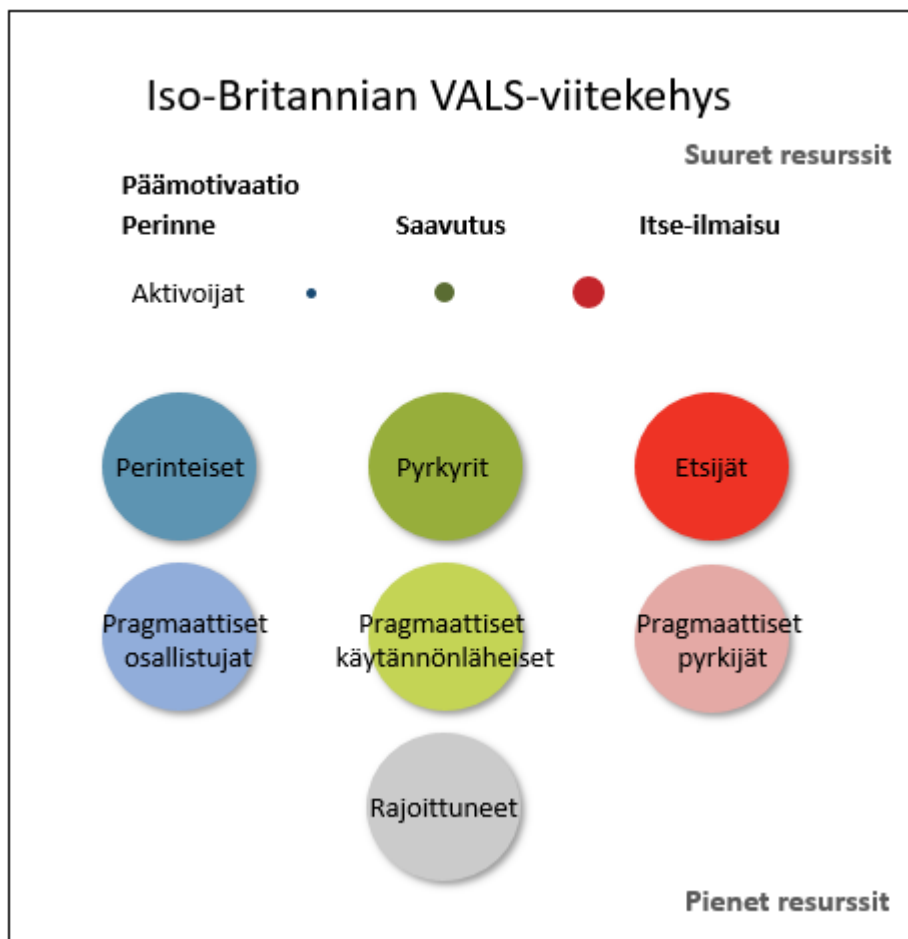 Iso-Britannian VALS-viitekehys
Suuret resurssit
Päämotivaatio
Perinne Saavutus Itse-ilmaisu
Aktivoijat
Perinteiset Pyrkyrit Etsijät
Pragmaattiset Pragmaattiset Pragmaattiset
osallistujat käytännönläheiset pyrkijät
Rajoittuneet
Pienet resurssit